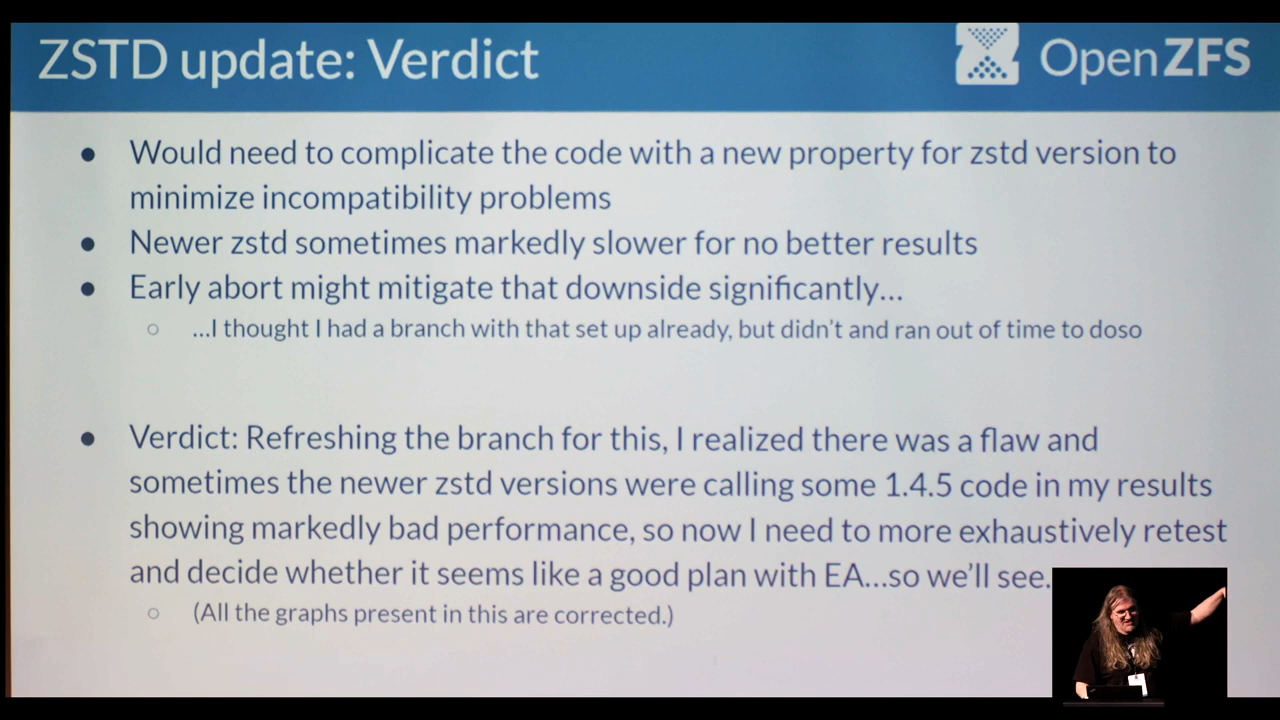 ZSTD update: Verdict
OpenZFS
● Would need to complicate the code with a new property for zstd version to
minimize incompatibility problems
● Newer zstd sometimes markedly slower for no better results
● Early abort might mitigate that downside significantly...
○ ...I thought I had a branch with that set up already, but didn't and ran out of time to doso
● Verdict: Refreshing the branch for this, I realized there was a flaw and
sometimes the newer zstd versions were calling some 1.4.5 code in my results
showing markedly bad performance, so now I need to more exhaustively retest
and decide whether it seems like a good plan with EA...so we'll see.
○ (All the graphs present in this are corrected.)